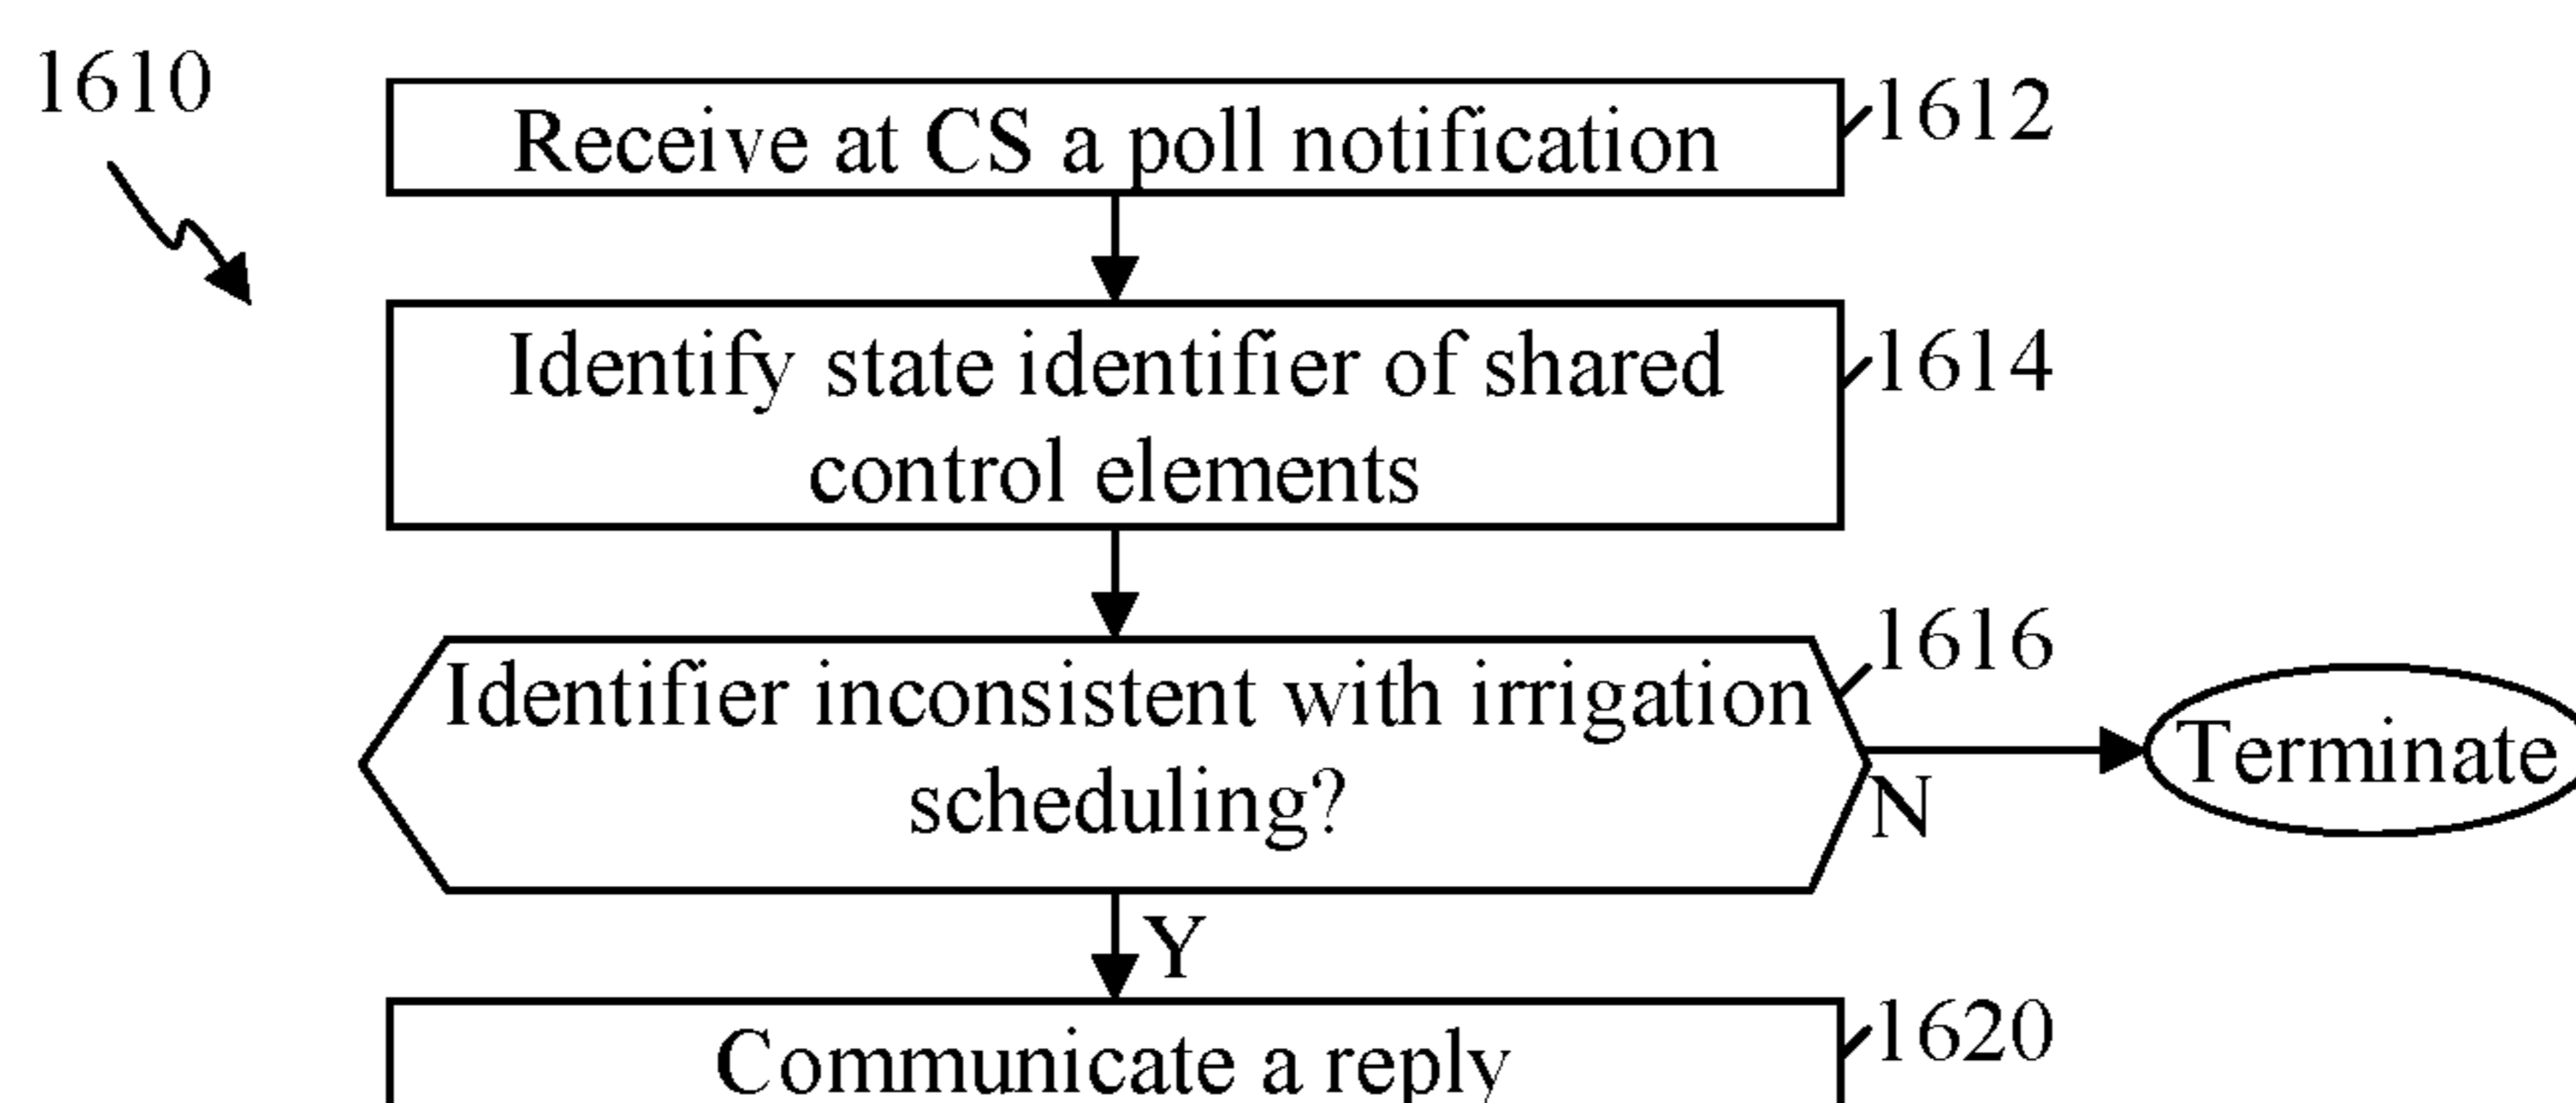 1610
Receive at CS a poll notification
1612
Identify state identifier of shared
control elements
1614
Identifier inconsistent with irrigation
scheduling?
1616
N
Terminate
Y
Communicate a reply
1620